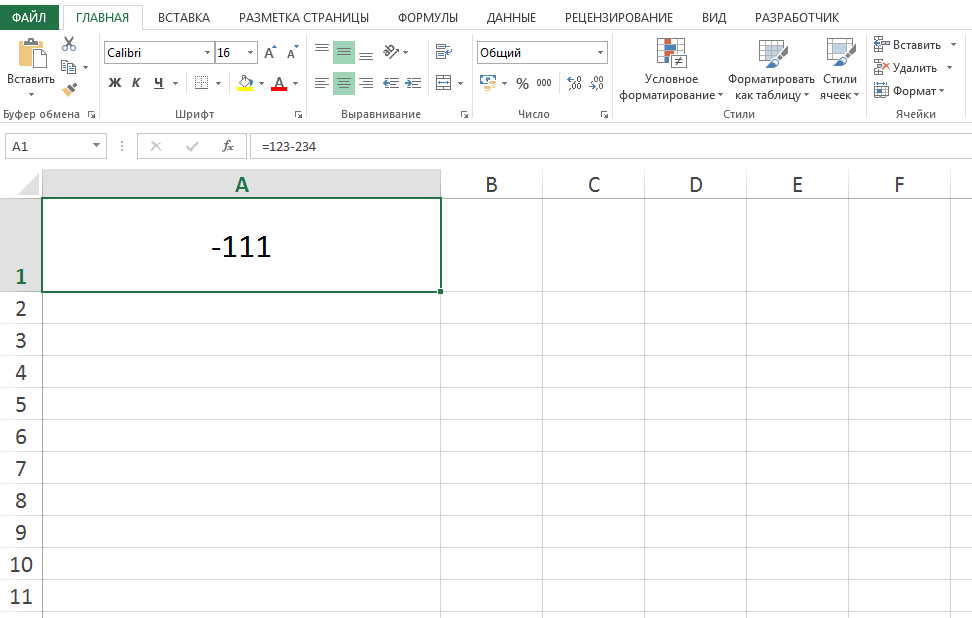 ФАЙЛ ГЛАВНАЯ ВСТАВКА РАЗМЕТКА СТРАНИЦЫ ФОРМУЛЫ ДАННЫЕ РЕЦЕНЗИРОВАНИЕ ВИД РАЗРАБОТЧИК
Вставить
Calibri 16
Ж К Ч
Общий
% 000
Условное форматирование
Форматировать как таблицу
Стили ячеек
Вставить
Удалить
Формат
Буфер обмена Шрифт Выравнивание Число Стили Ячейки
A1 fx =123-234
A B C D E F
1 -111
2
3
4
5
6
7
8
9
10
11